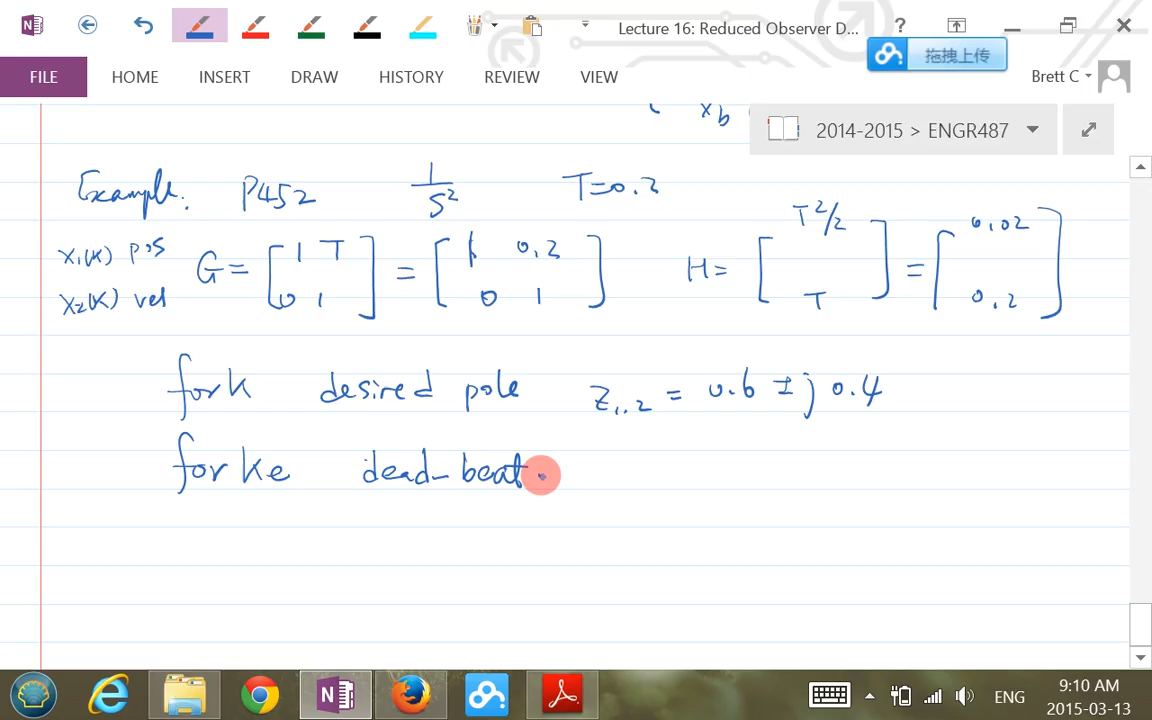 Lecture 16: Reduced Observer D... ?
拖拽上传
FILE HOME INSERT DRAW HISTORY REVIEW VIEW Brett C
x_b
2014-2015 > ENGR487
Example: P452 1/S² T=0.2
x₁(k) pos G = [1 T; 0 1] = [1 0.2; 0 1] H = [T²/2; T] = [0.02; 0.2]
x₂(k) vel
for K desired pole z₁,₂ = 0.6 ± j 0.4
for Ke dead-beat
ENG 9:10 AM
2015-03-13